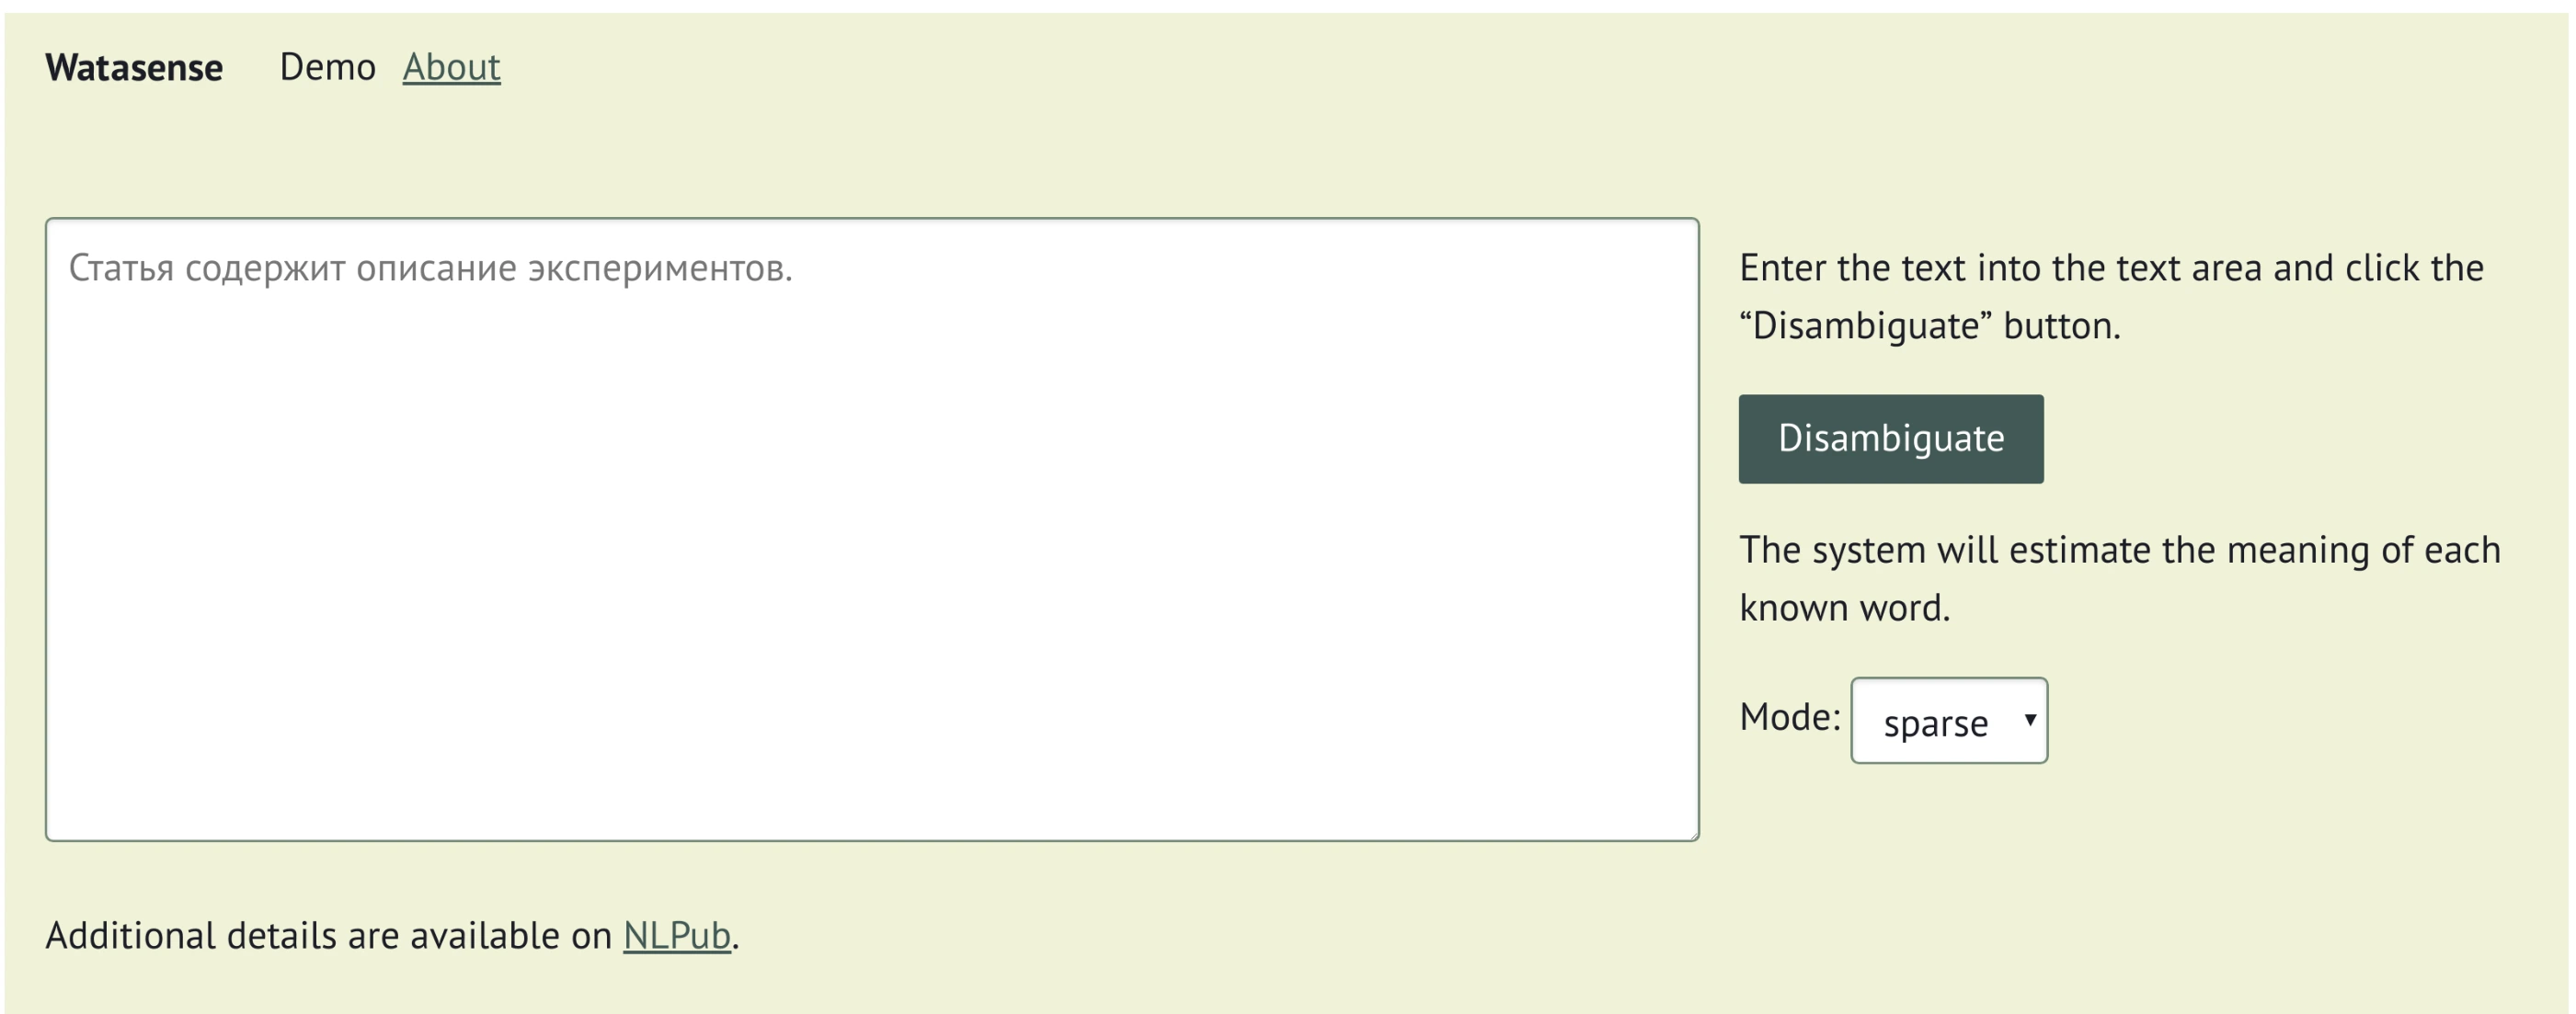 Watasense Demo About
Статья содержит описание экспериментов.
Enter the text into the text area and click the
“Disambiguate” button.
Disambiguate
The system will estimate the meaning of each
known word.
Mode: sparse
Additional details are available on NLPub.